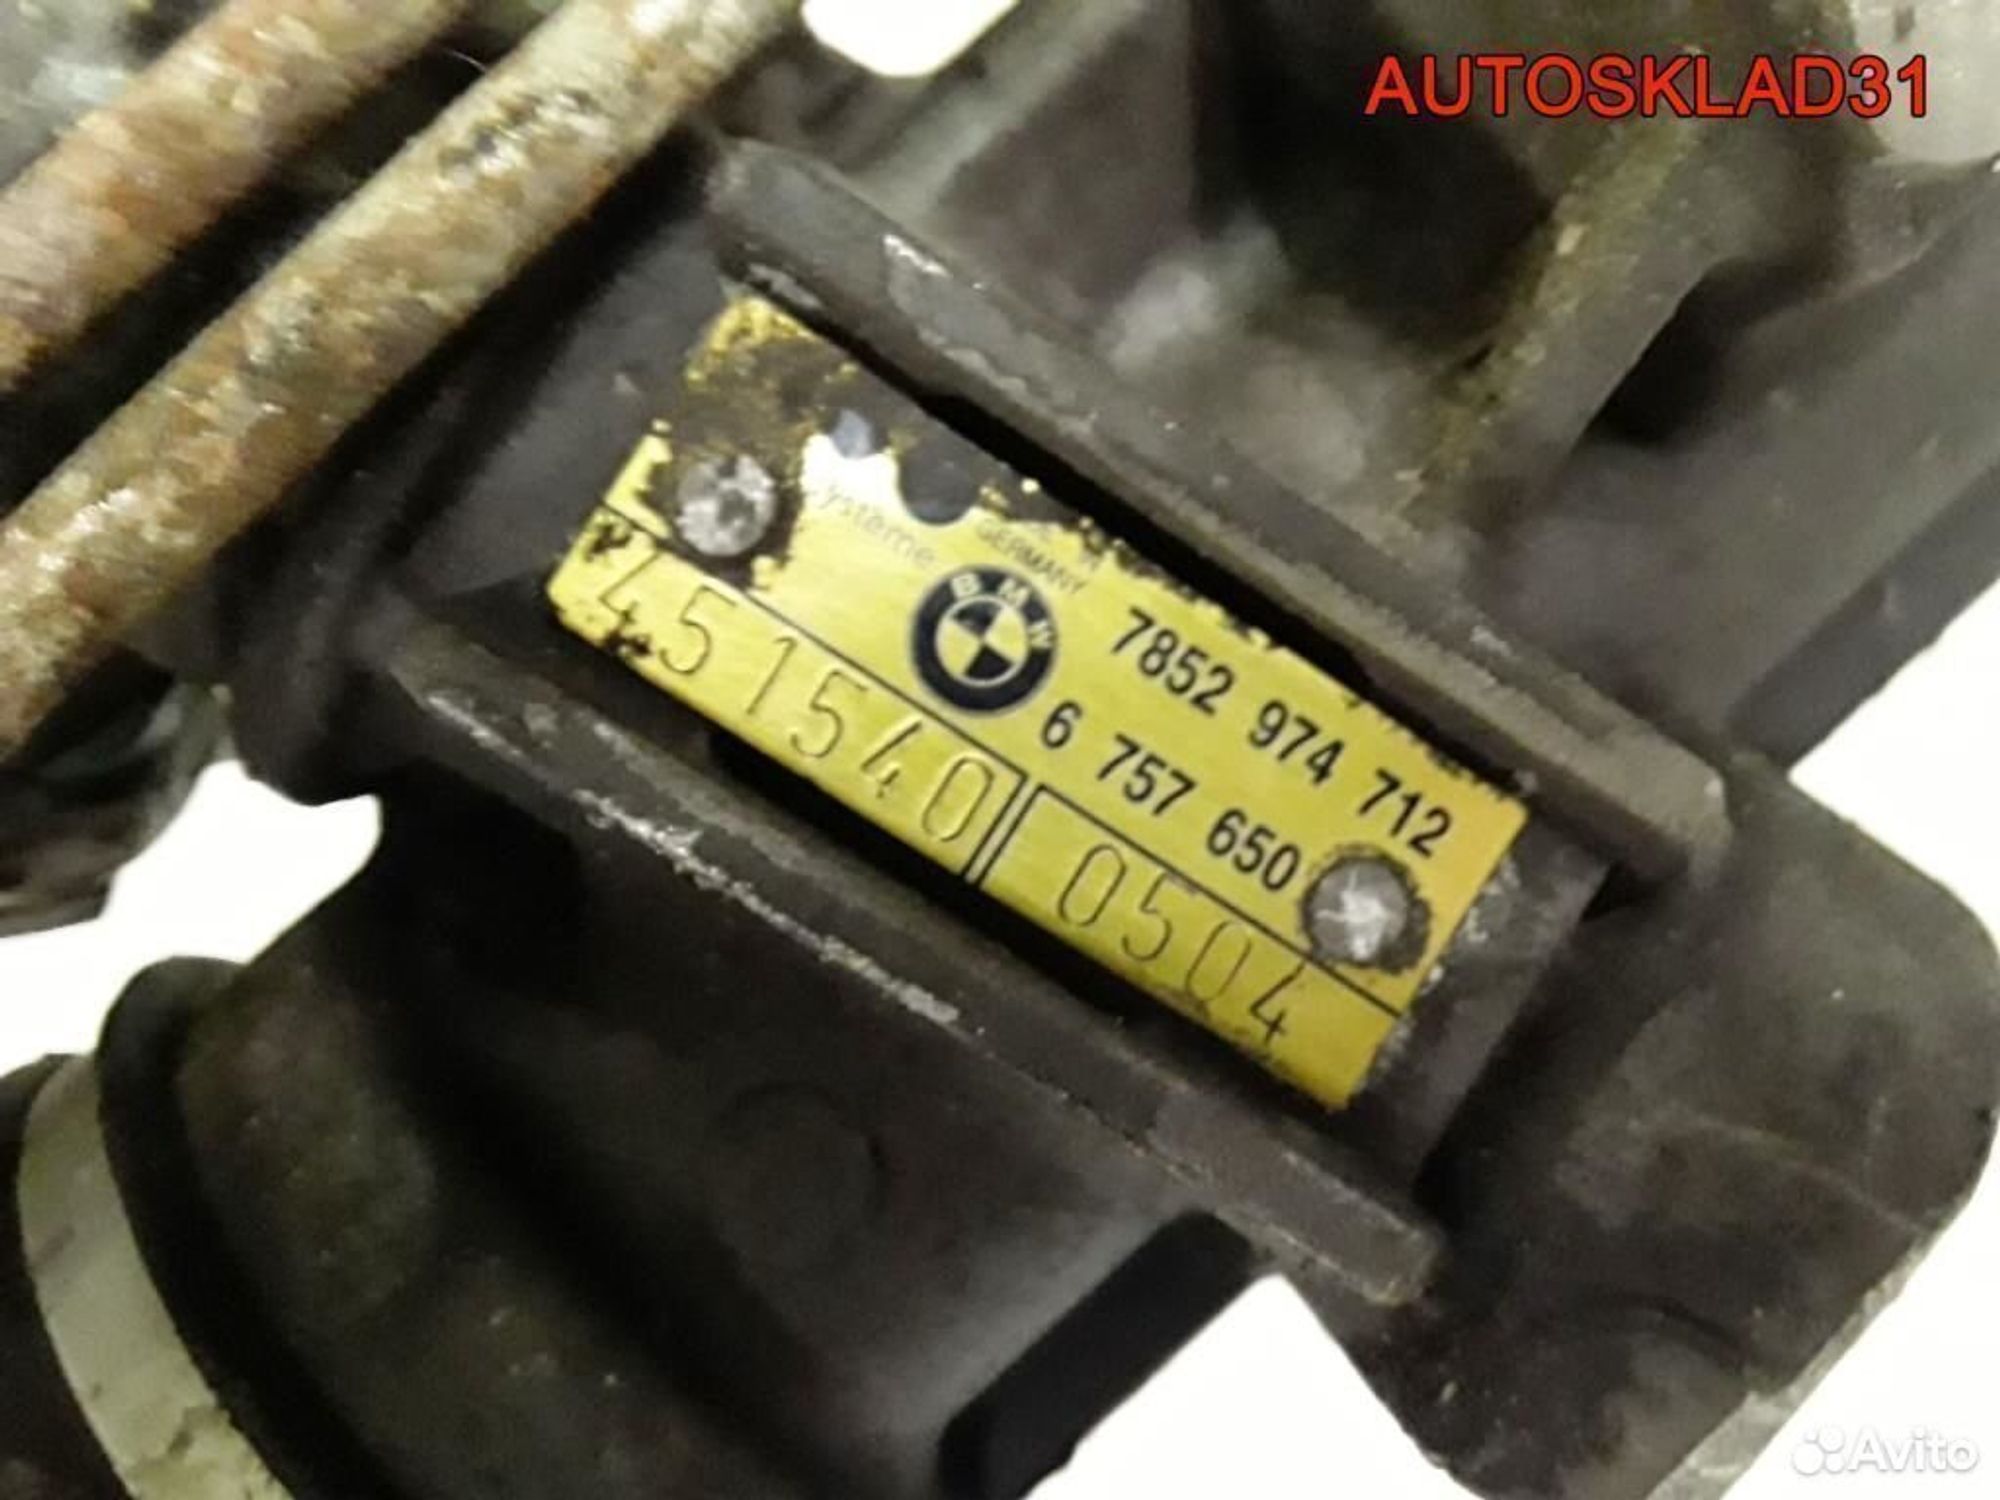 AUTOSKLAD31
GERMANY
BMW
7852 974 712
6 757 650
451540
0504
Avito